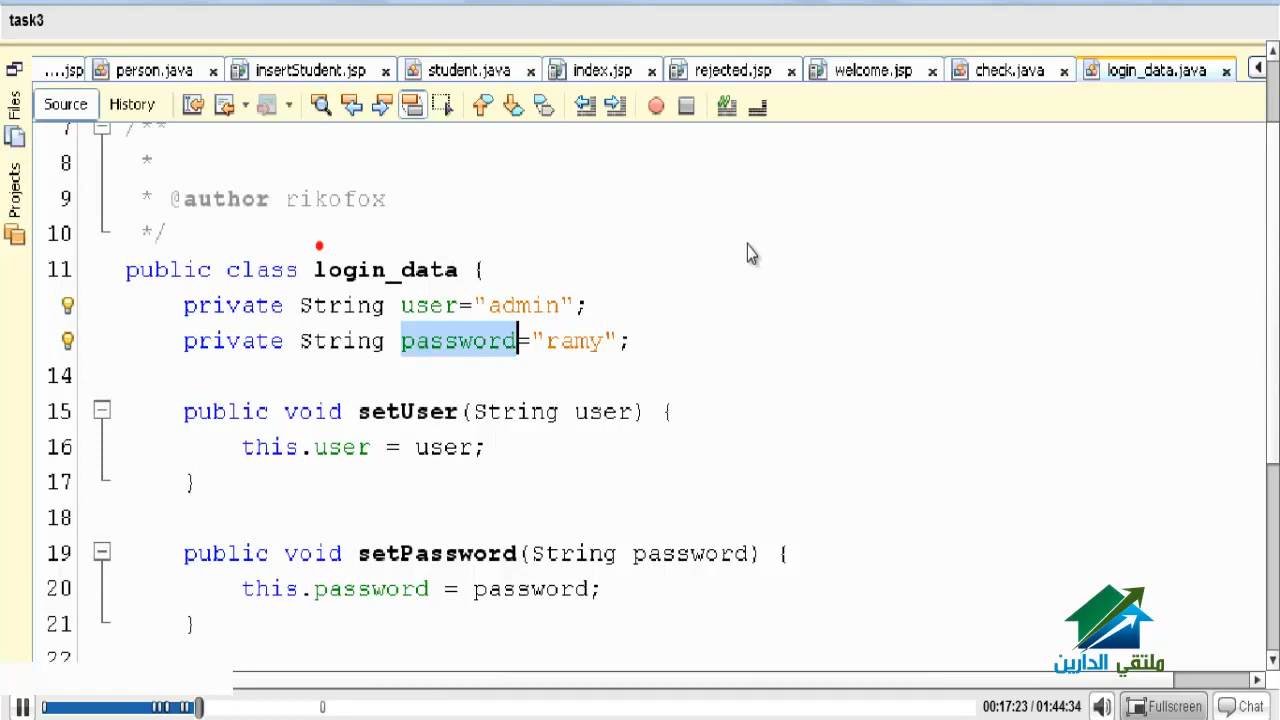 task3
....jsp person.java insertStudent.jsp student.java index.jsp rejected.jsp welcome.jsp check.java login_data.java
Source History
Files
Projects
7 /**
8 *
9 * @author rikofox
10 */
11 public class login_data {
private String user="admin";
private String password="ramy";
14
15 public void setUser(String user) {
16 this.user = user;
17 }
18
19 public void setPassword(String password) {
20 this.password = password;
21 }
22
ملتقي الدارين
00:17:23 / 01:44:34 Fullscreen Chat